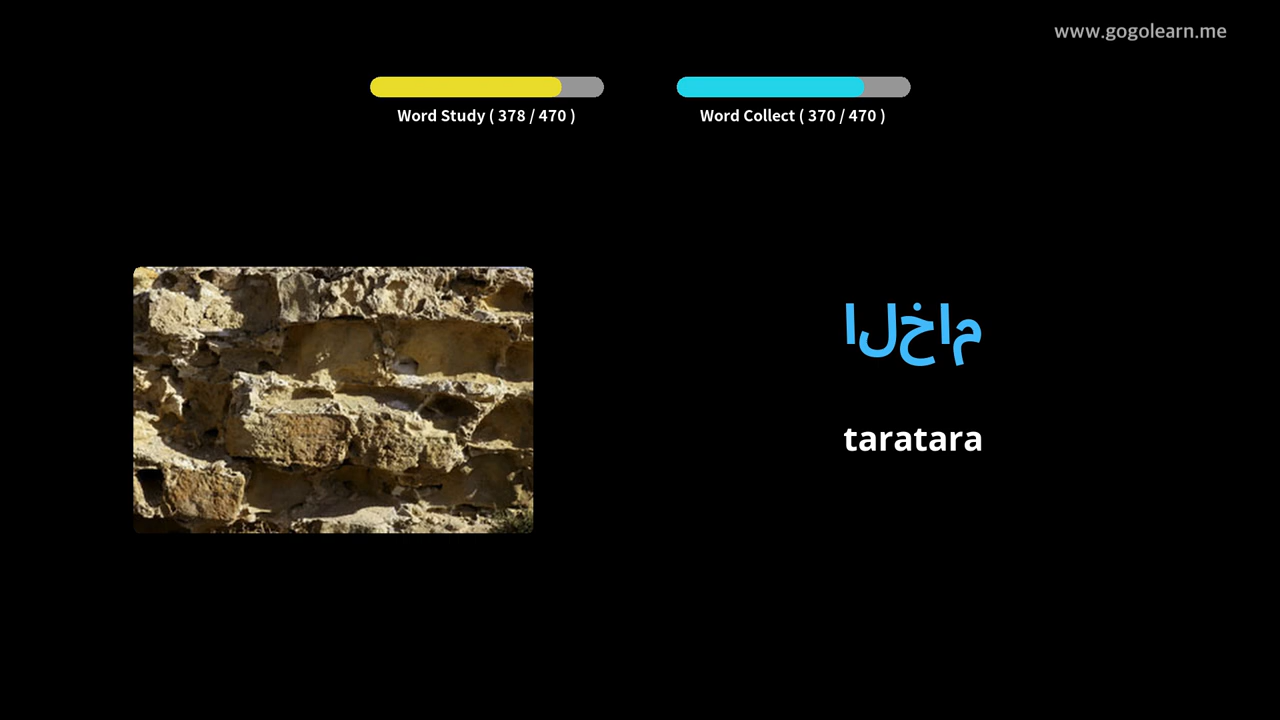 www.gogolearn.me
Word Study ( 378 / 470 )
Word Collect ( 370 / 470 )
الخام
taratara